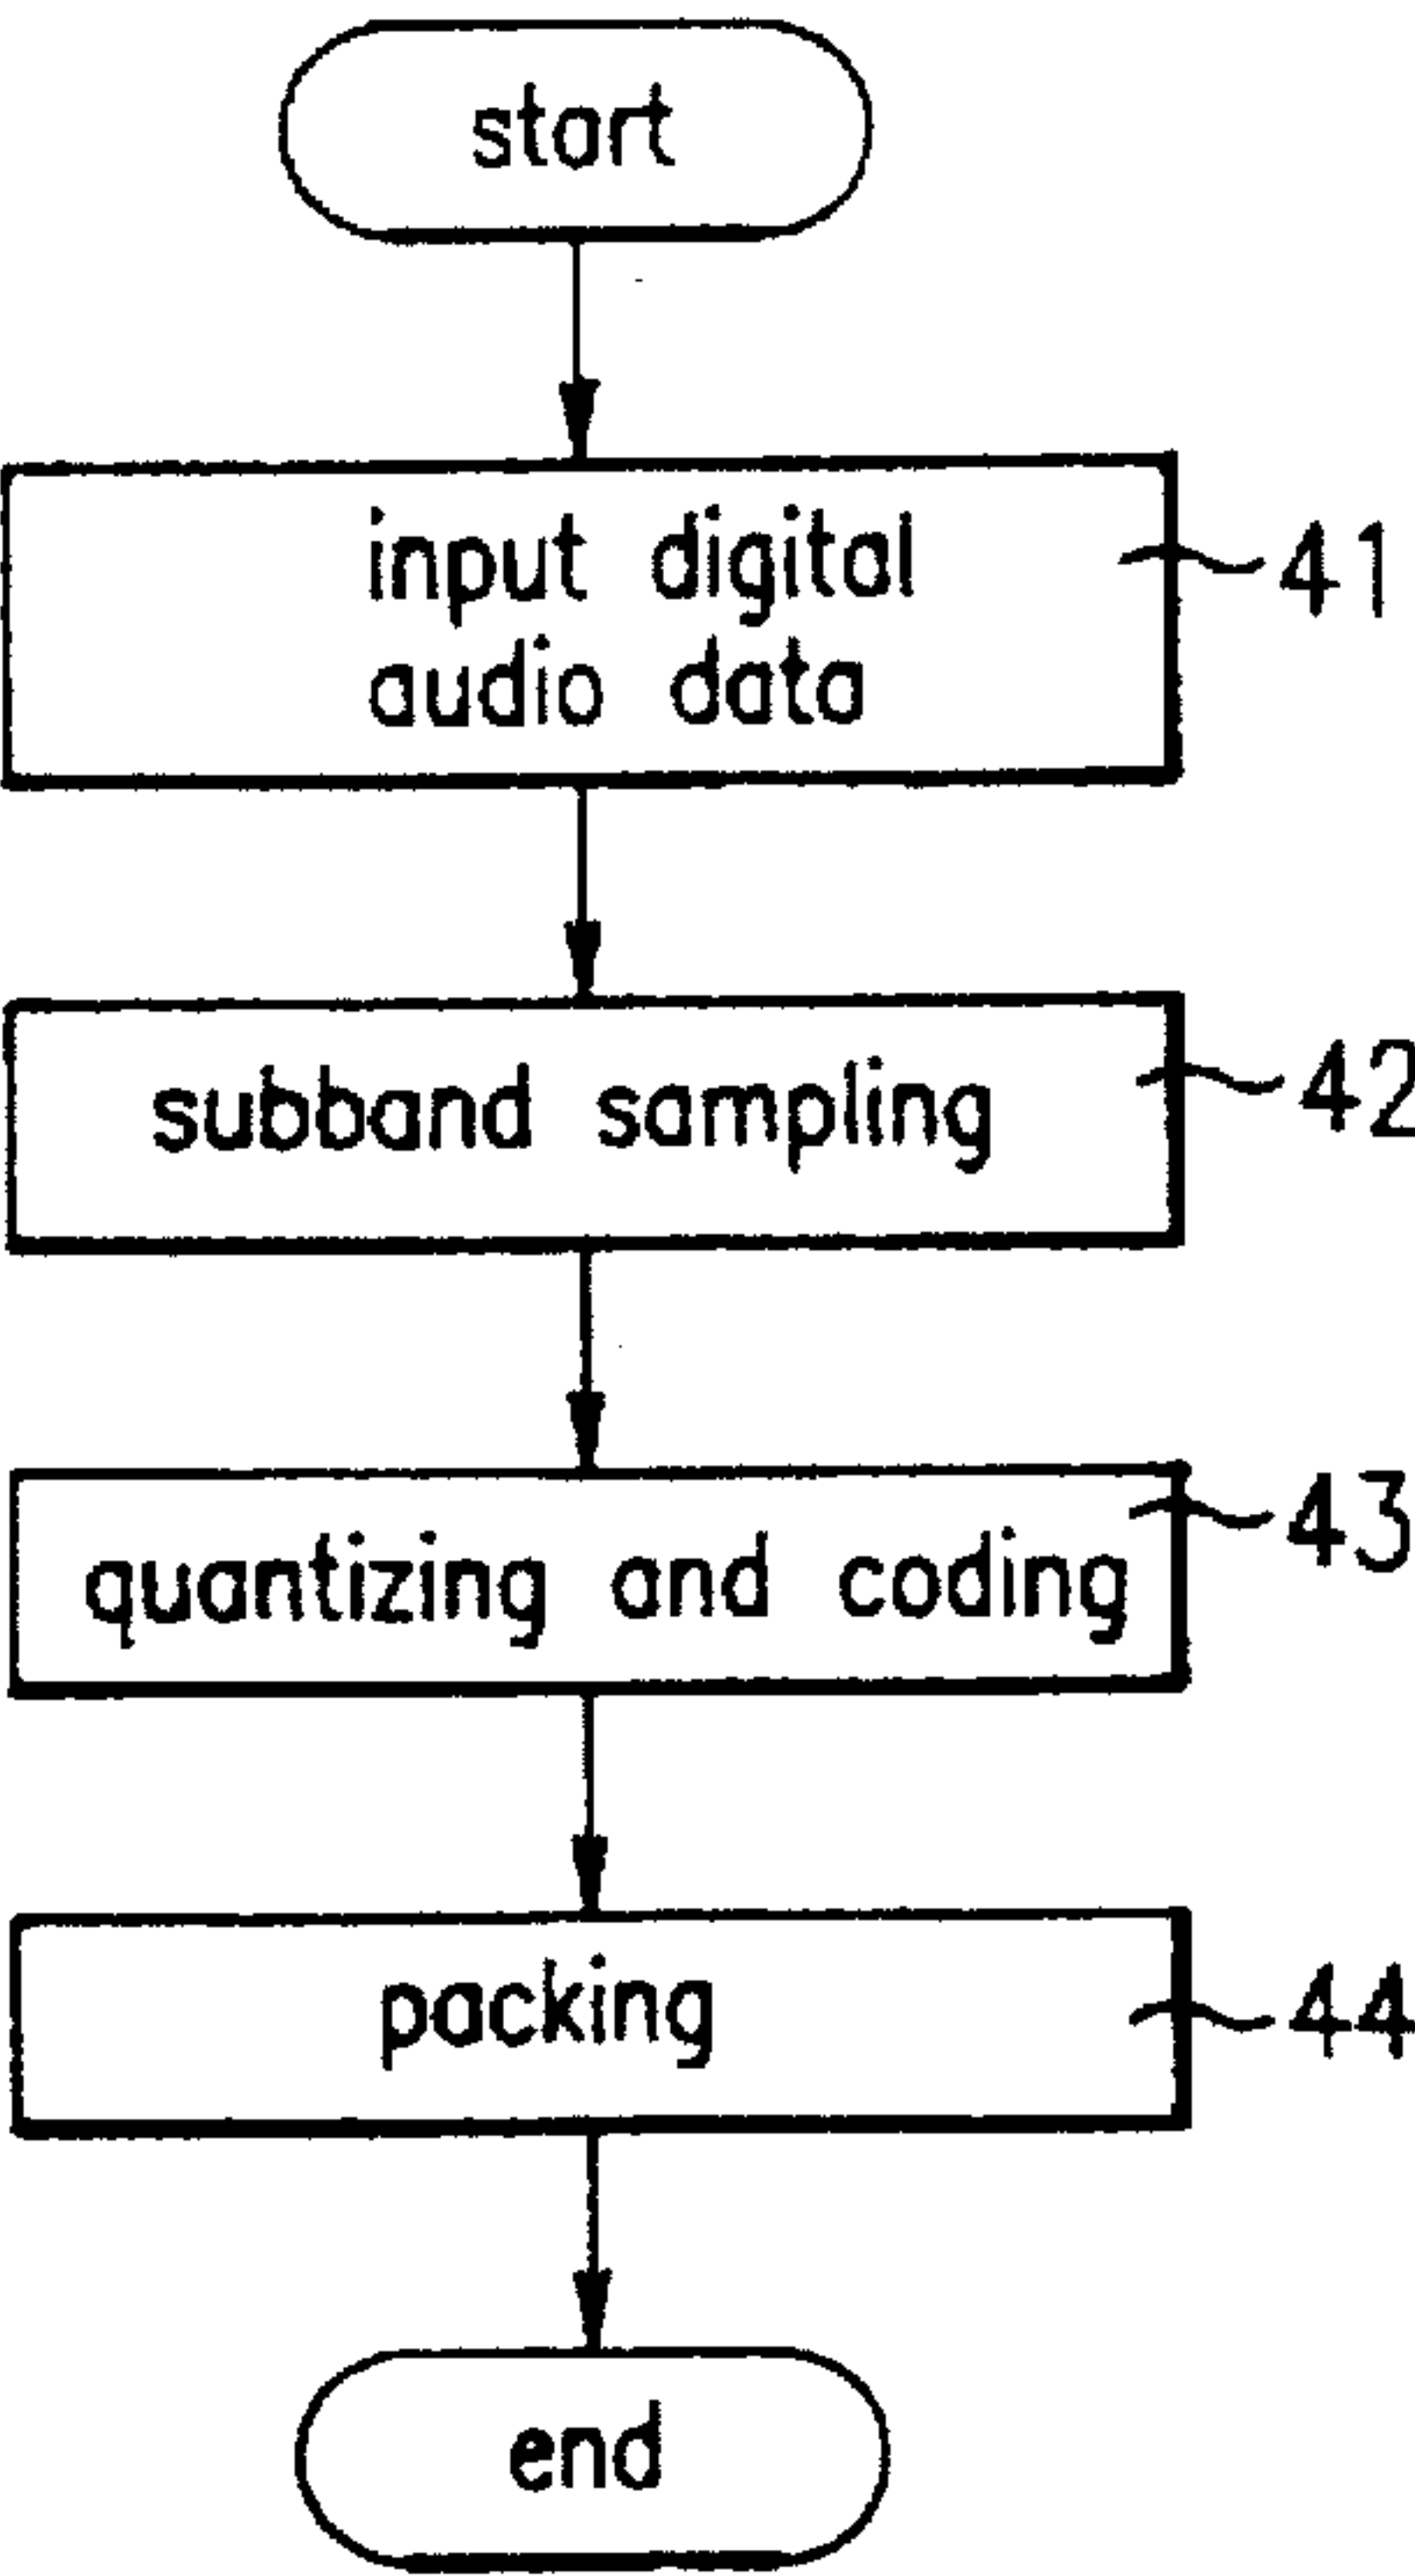 start
input digital
audio data
41
subband sampling
42
quantizing and coding
43
packing
44
end